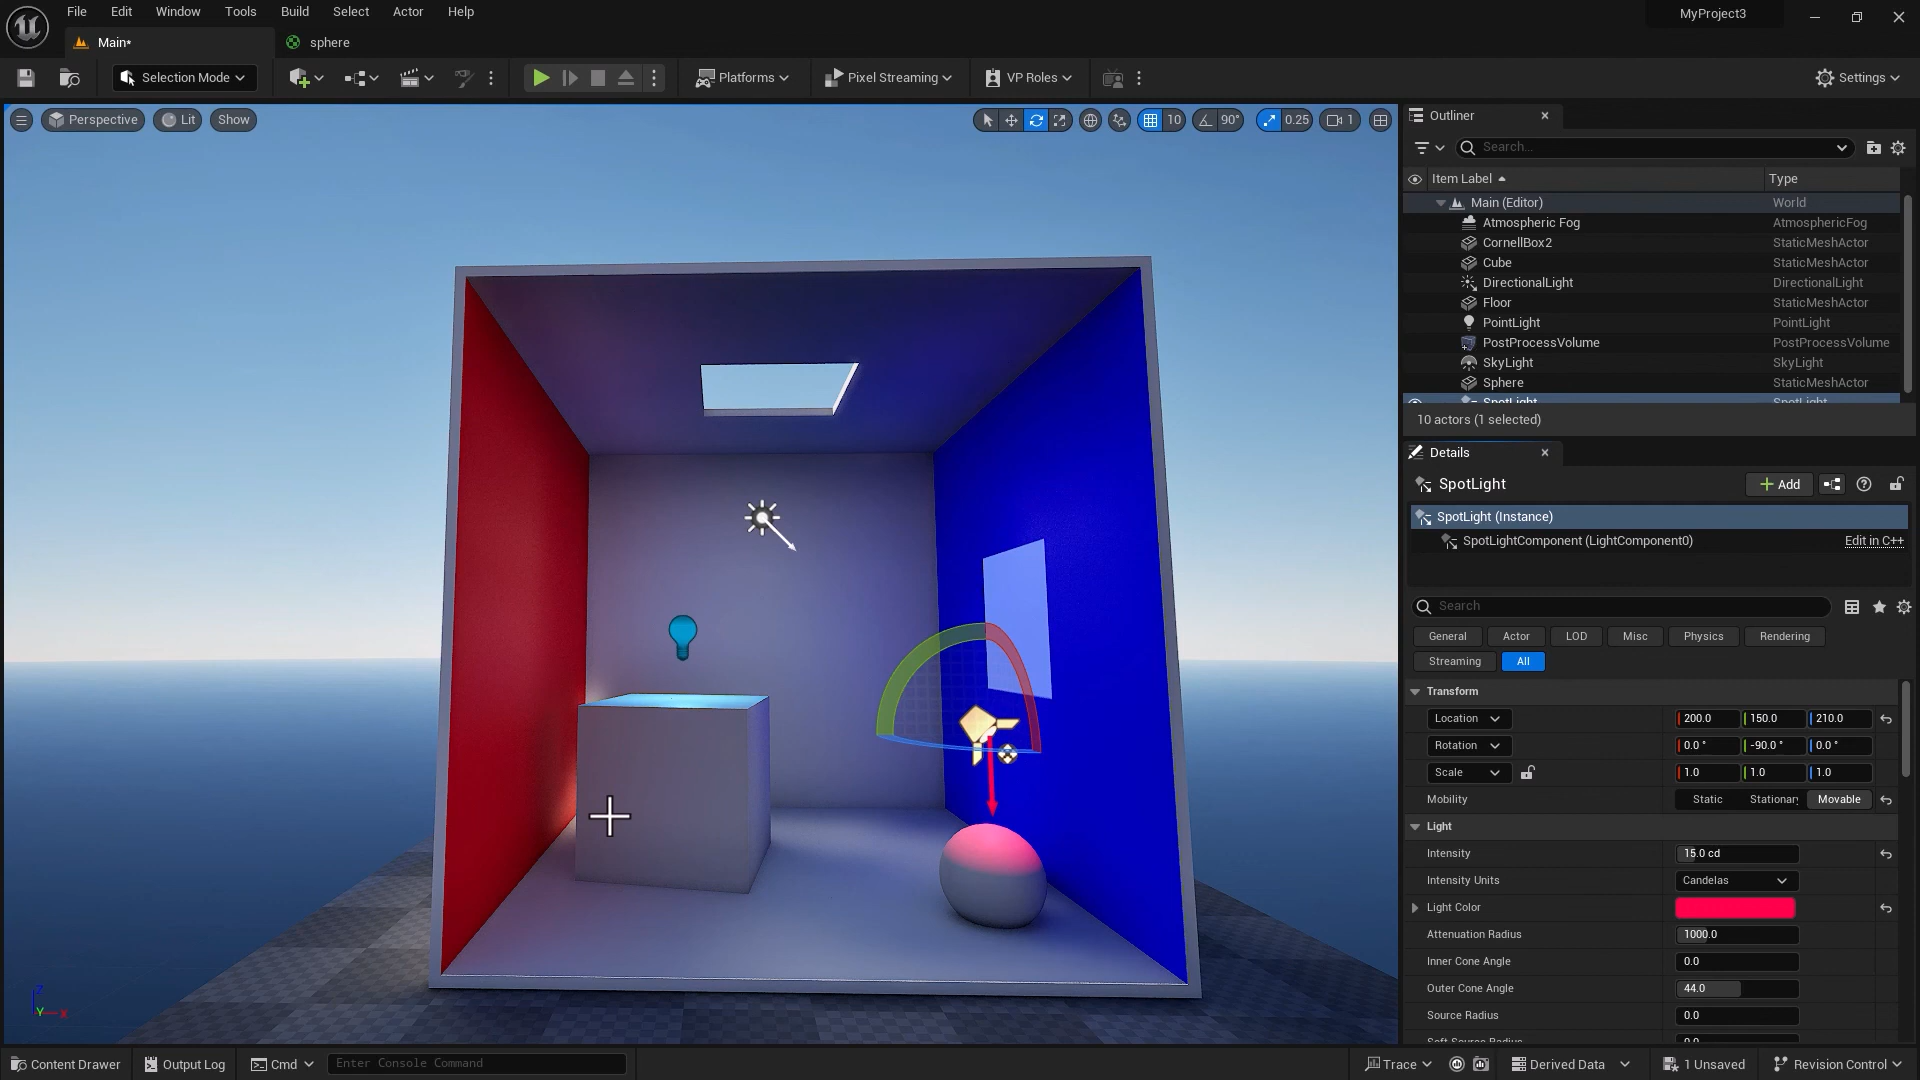 File Edit Window Tools Build Select Actor Help
MyProject3
Main*
sphere
Selection Mode
Platforms
Pixel Streaming
VP Roles
Settings
Perspective
Lit
Show
10
90°
0.25
1
Outliner
Search...
Item Label
Type
Main (Editor) World
Atmospheric Fog AtmosphericFog
CornellBox2 StaticMeshActor
Cube StaticMeshActor
DirectionalLight DirectionalLight
Floor StaticMeshActor
PointLight PointLight
PostProcessVolume PostProcessVolume
SkyLight SkyLight
Sphere StaticMeshActor
SpotLight SpotLight
10 actors (1 selected)
Details
SpotLight
Add
SpotLight (Instance)
SpotLightComponent (LightComponent0) Edit in C++
Search
General Actor LOD Misc Physics Rendering
Streaming All
Transform
Location 200.0 150.0 210.0
Rotation 0.0° -90.0° 0.0°
Scale 1.0 1.0 1.0
Mobility Static Stationary Movable
Light
Intensity 15.0 cd
Intensity Units Candelas
Light Color
Attenuation Radius 1000.0
Inner Cone Angle 0.0
Outer Cone Angle 44.0
Source Radius 0.0
Z
Y X
Content Drawer
Output Log
Cmd
Enter Console Command
Trace
Derived Data
1 Unsaved
Revision Control